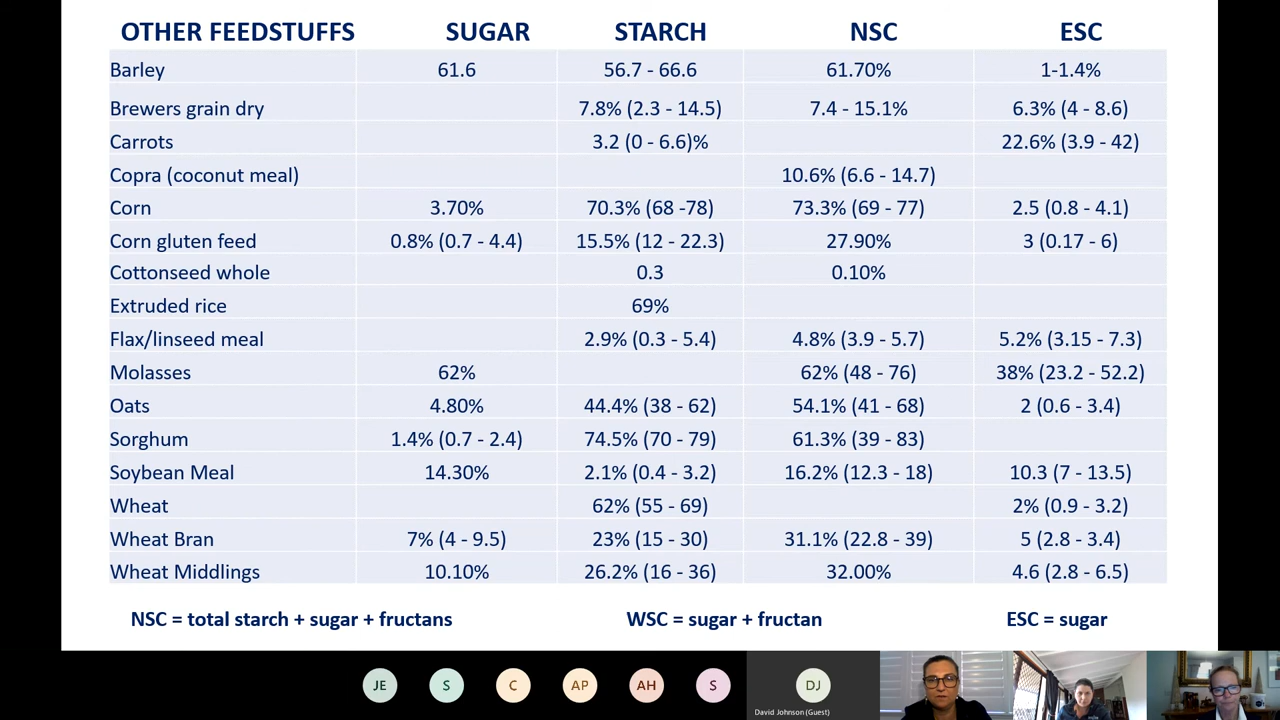 OTHER FEEDSTUFFS SUGAR STARCH NSC ESC
Barley 61.6 56.7 - 66.6 61.70% 1-1.4%
Brewers grain dry 7.8% (2.3 - 14.5) 7.4 - 15.1% 6.3% (4 - 8.6)
Carrots 3.2 (0 - 6.6)% 22.6% (3.9 - 42)
Copra (coconut meal) 10.6% (6.6 - 14.7)
Corn 3.70% 70.3% (68 -78) 73.3% (69 - 77) 2.5 (0.8 - 4.1)
Corn gluten feed 0.8% (0.7 - 4.4) 15.5% (12 - 22.3) 27.90% 3 (0.17 - 6)
Cottonseed whole 0.3 0.10%
Extruded rice 69%
Flax/linseed meal 2.9% (0.3 - 5.4) 4.8% (3.9 - 5.7) 5.2% (3.15 - 7.3)
Molasses 62% 62% (48 - 76) 38% (23.2 - 52.2)
Oats 4.80% 44.4% (38 - 62) 54.1% (41 - 68) 2 (0.6 - 3.4)
Sorghum 1.4% (0.7 - 2.4) 74.5% (70 - 79) 61.3% (39 - 83)
Soybean Meal 14.30% 2.1% (0.4 - 3.2) 16.2% (12.3 - 18) 10.3 (7 - 13.5)
Wheat 62% (55 - 69) 2% (0.9 - 3.2)
Wheat Bran 7% (4 - 9.5) 23% (15 - 30) 31.1% (22.8 - 39) 5 (2.8 - 3.4)
Wheat Middlings 10.10% 26.2% (16 - 36) 32.00% 4.6 (2.8 - 6.5)
NSC = total starch + sugar + fructans WSC = sugar + fructan ESC = sugar
JE S C AP AH S DJ
David Johnson (Guest)